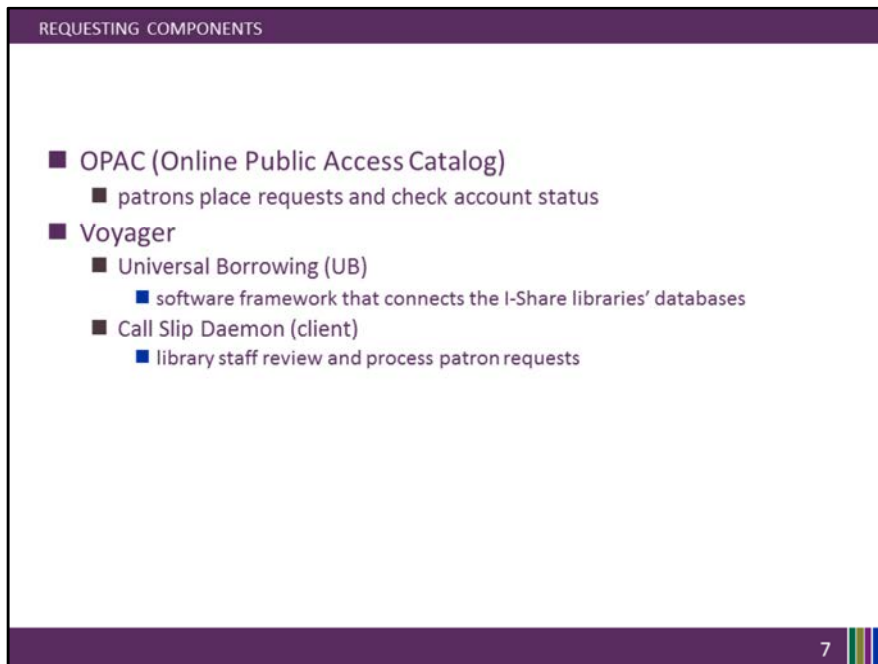 REQUESTING COMPONENTS
OPAC (Online Public Access Catalog)
patrons place requests and check account status
Voyager
Universal Borrowing (UB)
software framework that connects the I-Share libraries’ databases
Call Slip Daemon (client)
library staff review and process patron requests
7